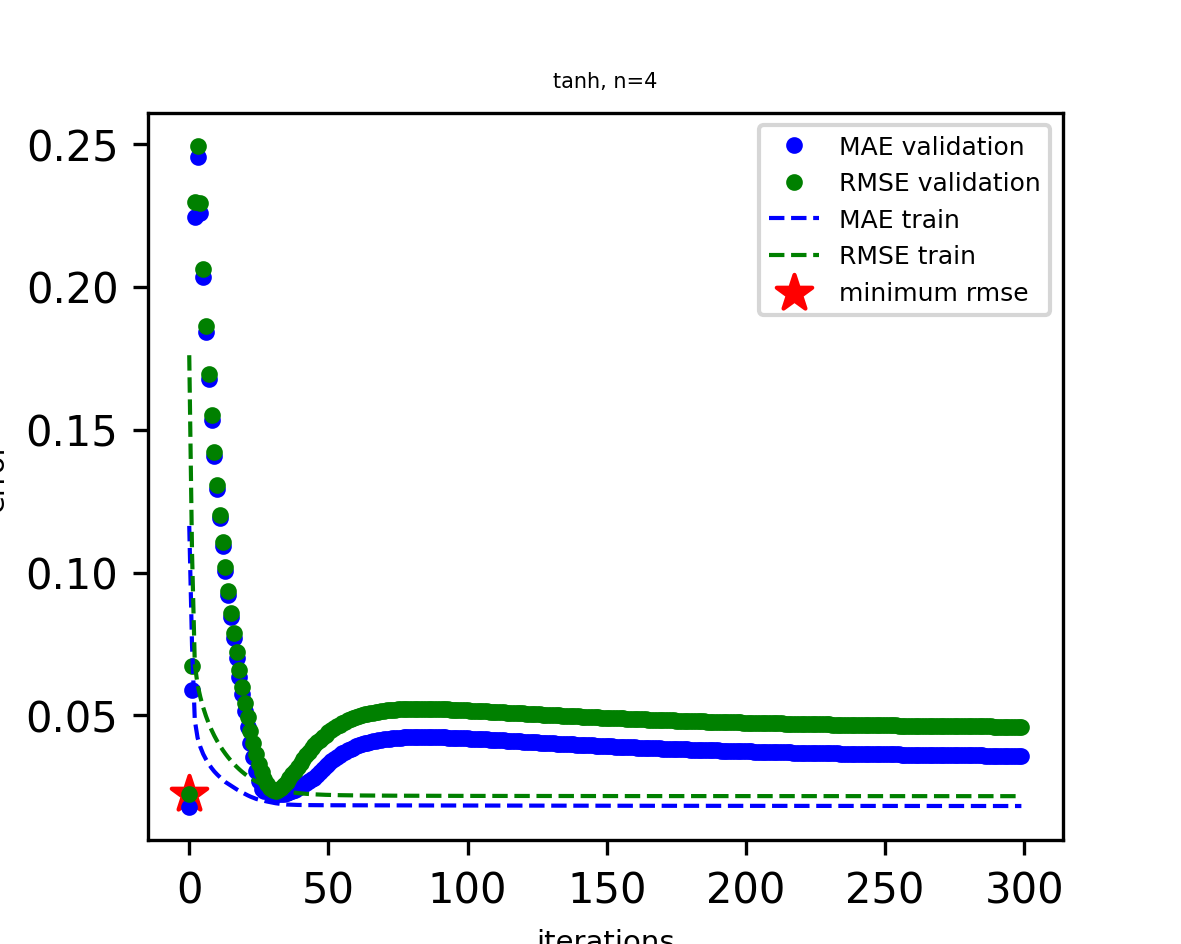 tanh, n=4
0.25
0.20
0.15
0.10
0.05
MAE validation
RMSE validation
MAE train
RMSE train
minimum rmse
0 50 100 150 200 250 300
iterations